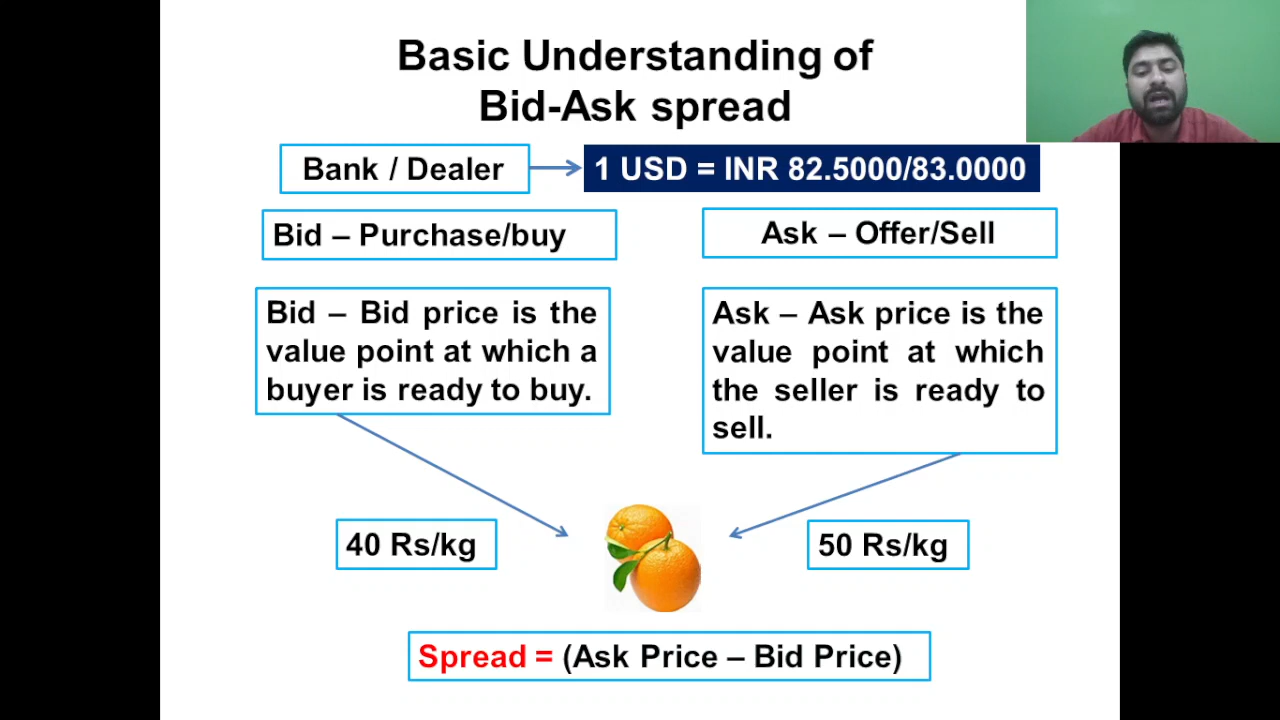 Basic Understanding of
Bid-Ask spread
Bank / Dealer
1 USD = INR 82.5000/83.0000
Bid – Purchase/buy
Ask – Offer/Sell
Bid – Bid price is the
value point at which a
buyer is ready to buy.
Ask – Ask price is the
value point at which
the seller is ready to
sell.
40 Rs/kg
50 Rs/kg
Spread = (Ask Price – Bid Price)